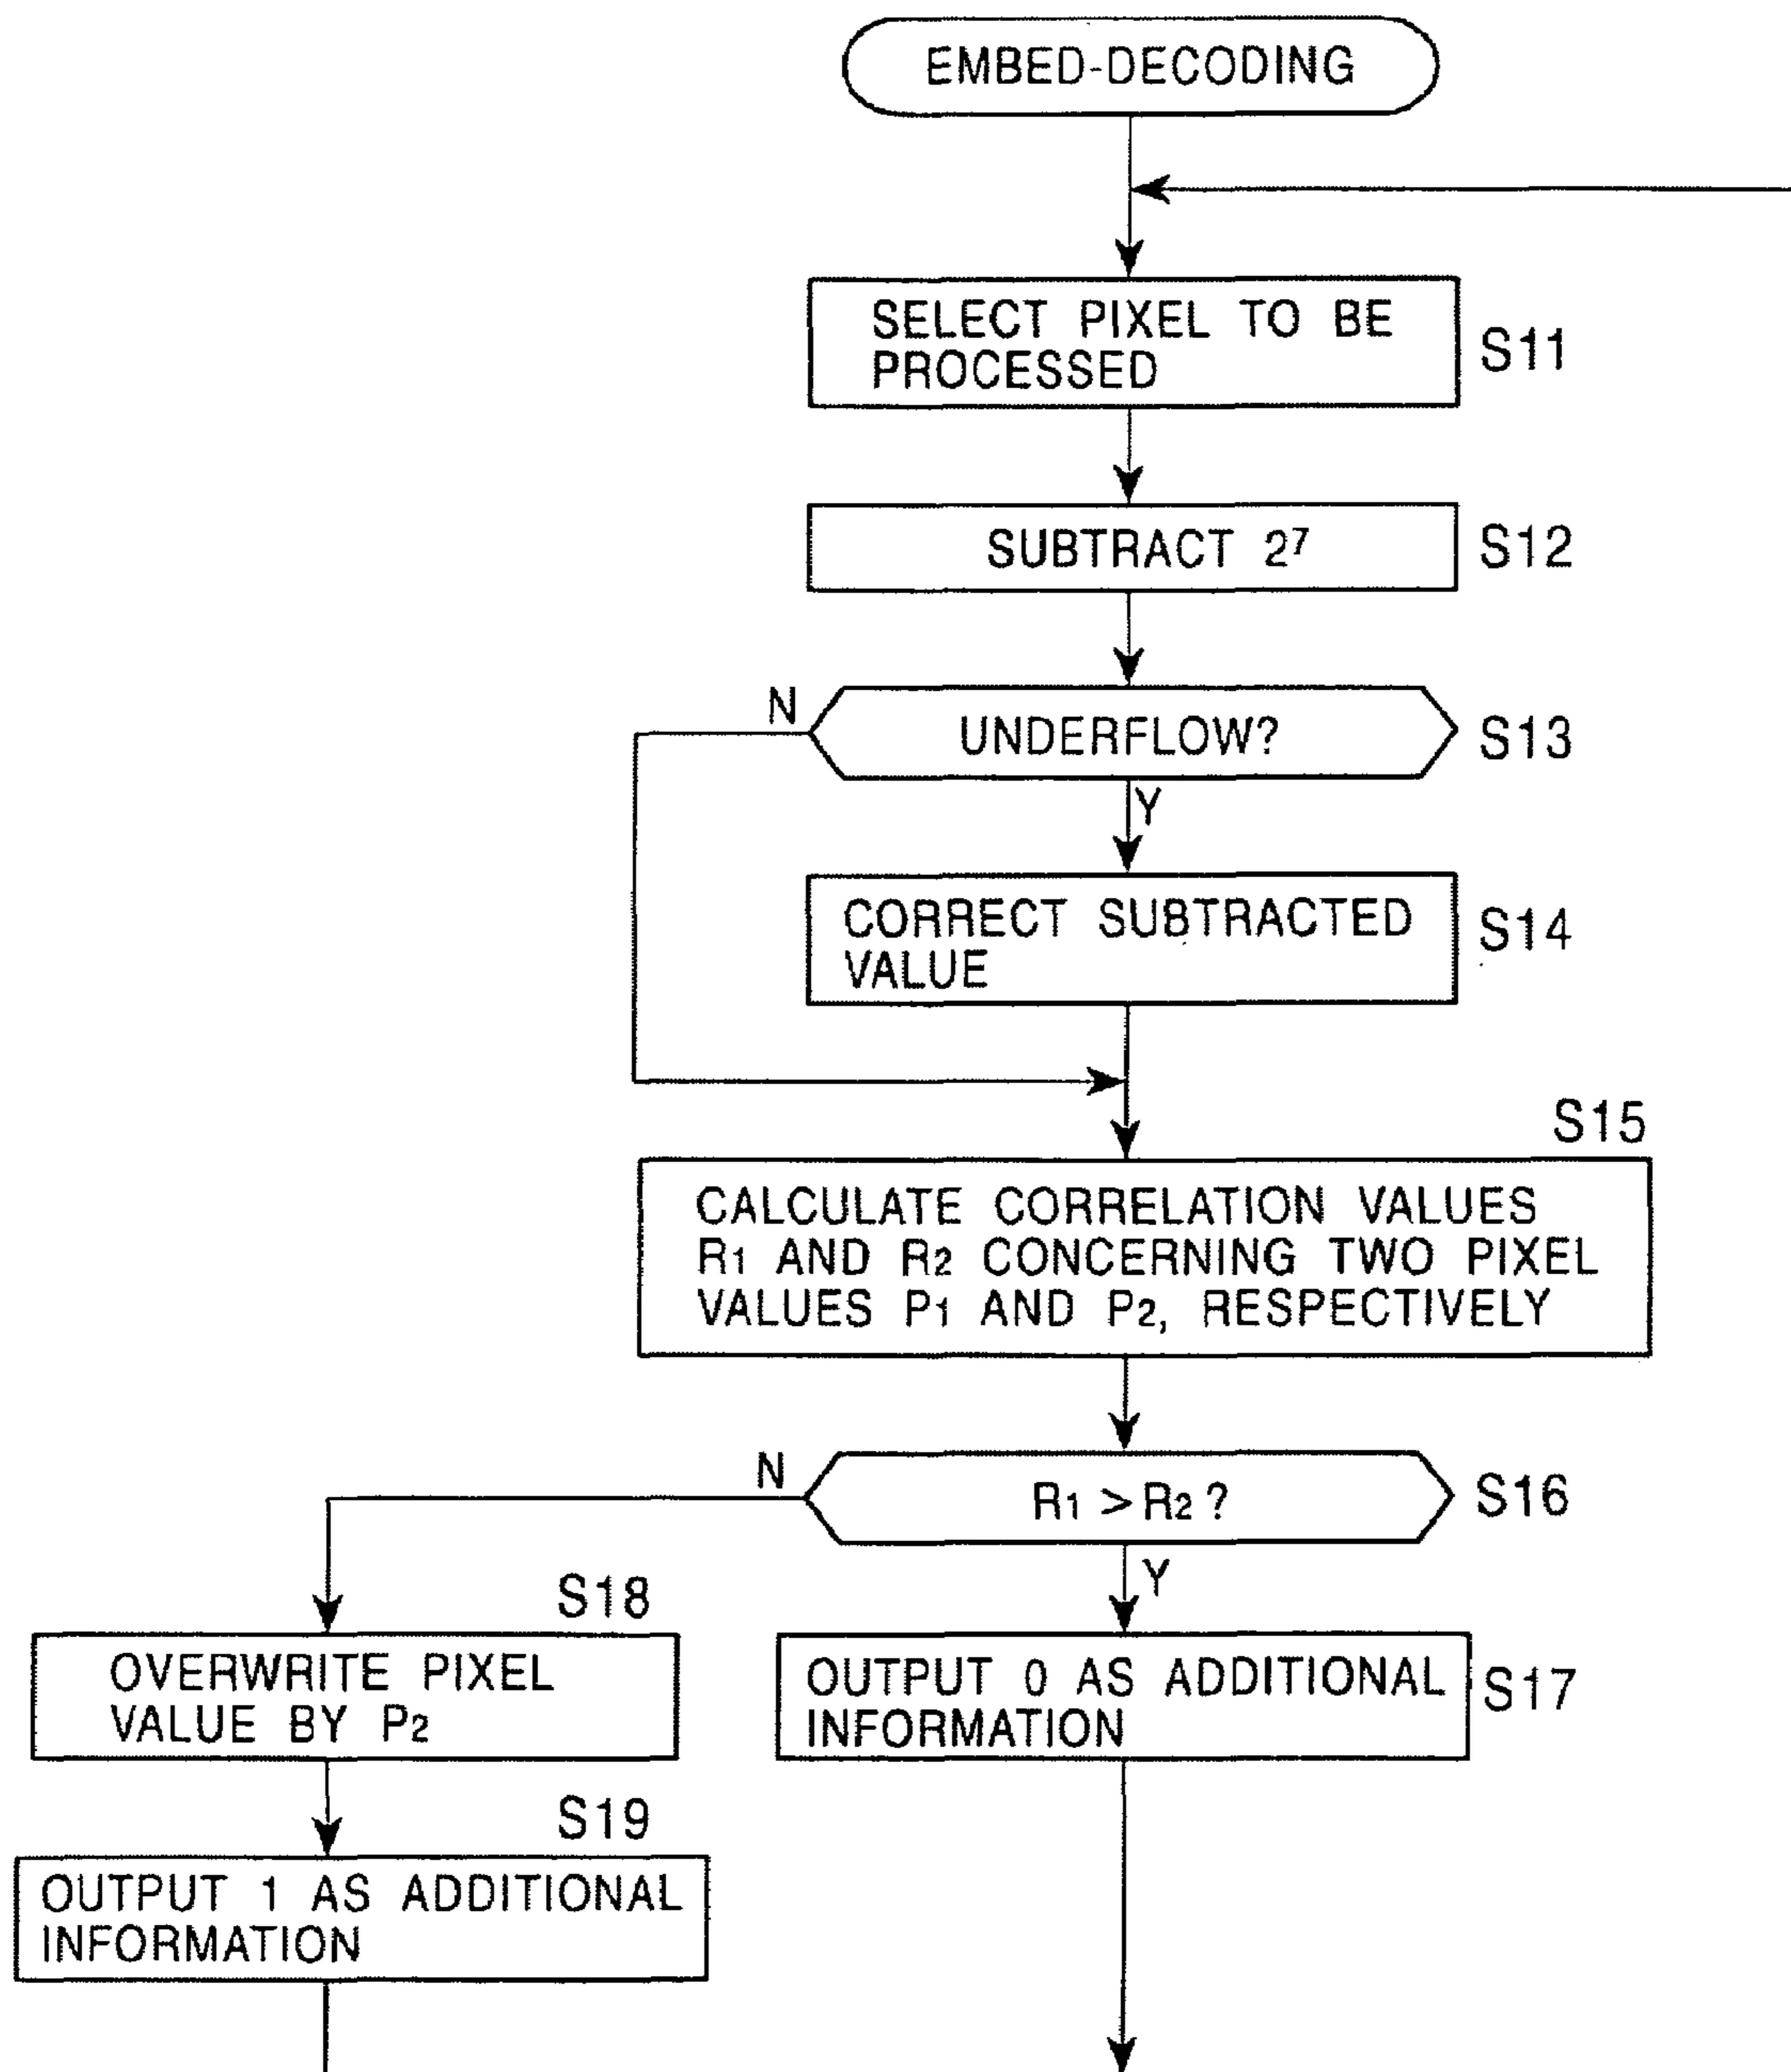 EMBED-DECODING
SELECT PIXEL TO BE
PROCESSED
S11
SUBTRACT 2⁷
S12
N
UNDERFLOW?
S13
Y
CORRECT SUBTRACTED
VALUE
S14
S15
CALCULATE CORRELATION VALUES
R₁ AND R₂ CONCERNING TWO PIXEL
VALUES P₁ AND P₂, RESPECTIVELY
N
R₁ > R₂ ?
S16
Y
S18
OVERWRITE PIXEL
VALUE BY P₂
OUTPUT 0 AS ADDITIONAL
INFORMATION
S17
S19
OUTPUT 1 AS ADDITIONAL
INFORMATION